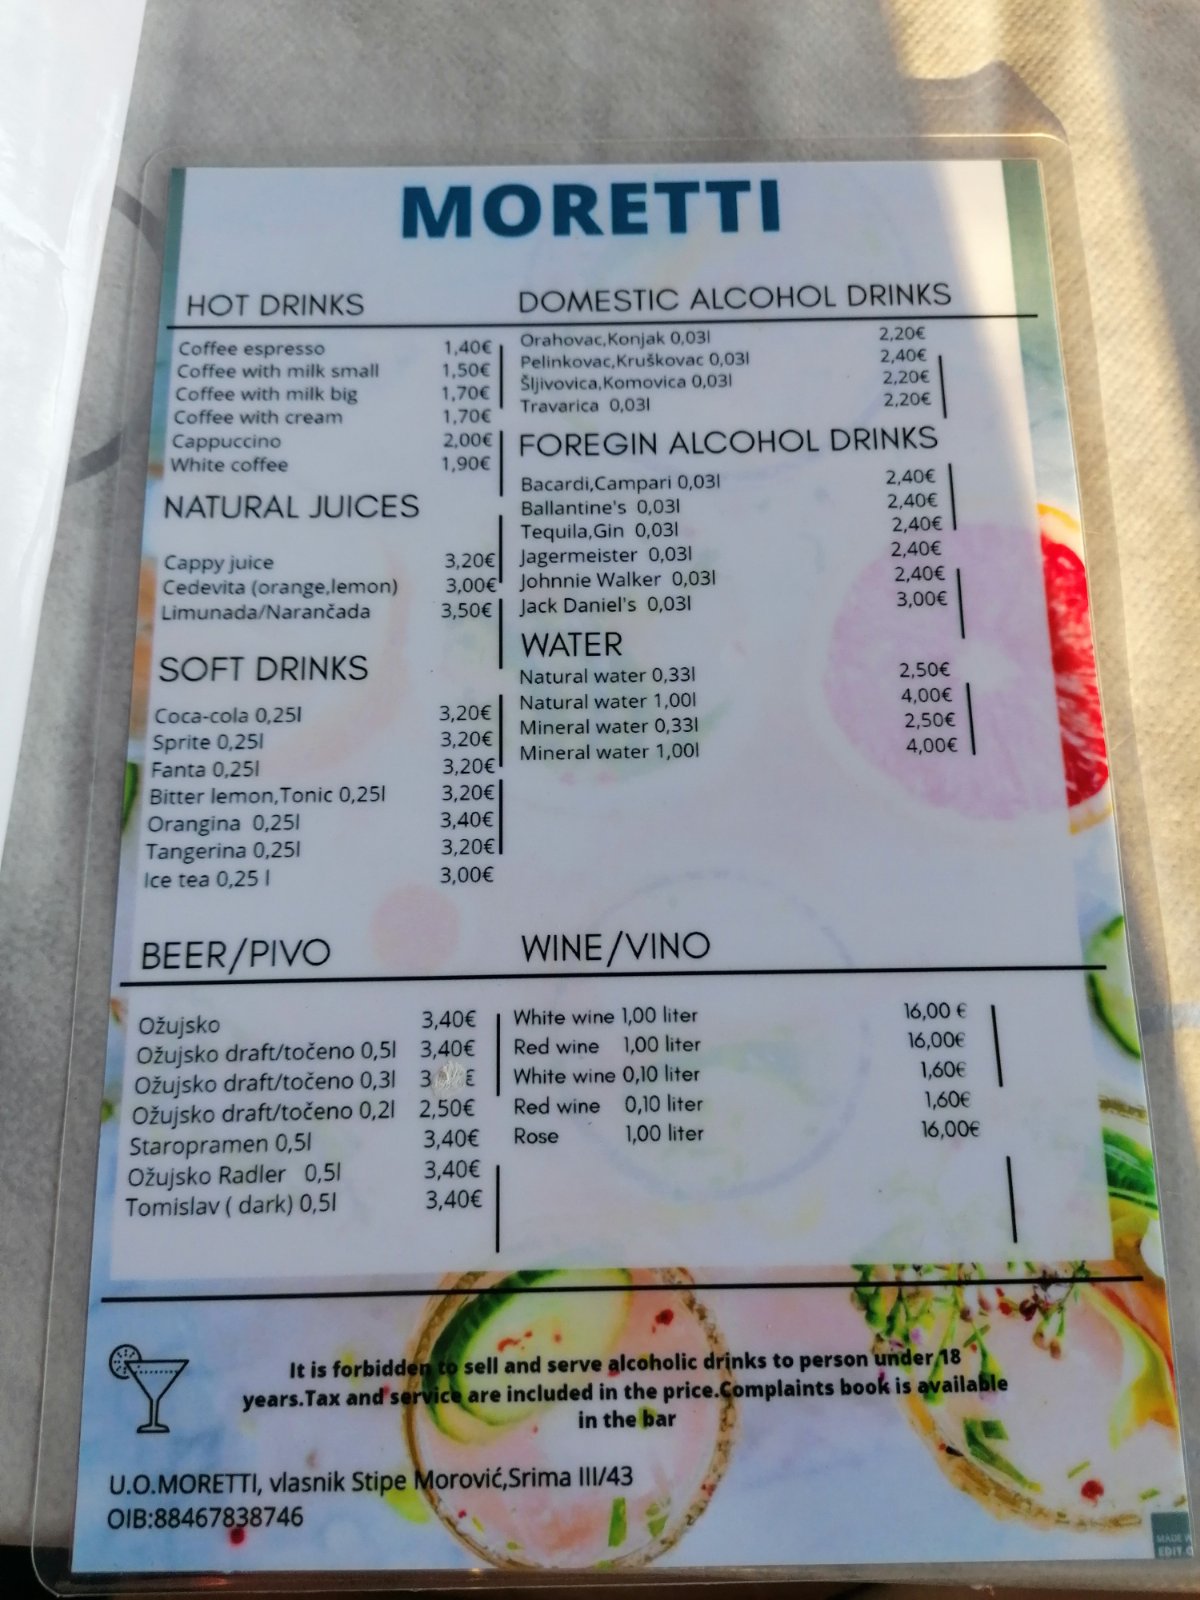 MORETTI
HOT DRINKS
Coffee espresso 1,40€
Coffee with milk small 1,50€
Coffee with milk big 1,70€
Coffee with cream 1,70€
Cappuccino 2,00€
White coffee 1,90€
NATURAL JUICES
Cappy juice 3,20€
Cedevita (orange,lemon) 3,00€
Limunada/Narančada 3,50€
SOFT DRINKS
Coca-cola 0,25l 3,20€
Sprite 0,25l 3,20€
Fanta 0,25l 3,20€
Bitter lemon,Tonic 0,25l 3,20€
Orangina 0,25l 3,40€
Tangerina 0,25l 3,20€
Ice tea 0,25 l 3,00€
DOMESTIC ALCOHOL DRINKS
Orahovac,Konjak 0,03l 2,20€
Pelinkovac,Kruškovac 0,03l 2,40€
Šljivovica,Komovica 0,03l 2,20€
Travarica 0,03l 2,20€
FOREGIN ALCOHOL DRINKS
Bacardi,Campari 0,03l 2,40€
Ballantine's 0,03l 2,40€
Tequila,Gin 0,03l 2,40€
Jagermeister 0,03l 2,40€
Johnnie Walker 0,03l 2,40€
Jack Daniel's 0,03l 3,00€
WATER
Natural water 0,33l 2,50€
Natural water 1,00l 4,00€
Mineral water 0,33l 2,50€
Mineral water 1,00l 4,00€
BEER/PIVO
Ožujsko 3,40€
Ožujsko draft/točeno 0,5l 3,40€
Ožujsko draft/točeno 0,3l
Ožujsko draft/točeno 0,2l 2,50€
Staropramen 0,5l 3,40€
Ožujsko Radler 0,5l 3,40€
Tomislav ( dark) 0,5l 3,40€
WINE/VINO
White wine 1,00 liter 16,00 €
Red wine 1,00 liter 16,00€
White wine 0,10 liter 1,60€
Red wine 0,10 liter 1,60€
Rose 1,00 liter 16,00€
It is forbidden to sell and serve alcoholic drinks to person under 18
years.Tax and service are included in the price.Complaints book is available
in the bar
U.O.MORETTI, vlasnik Stipe Morović,Srima III/43
OIB:88467838746
MADE
EDIT.